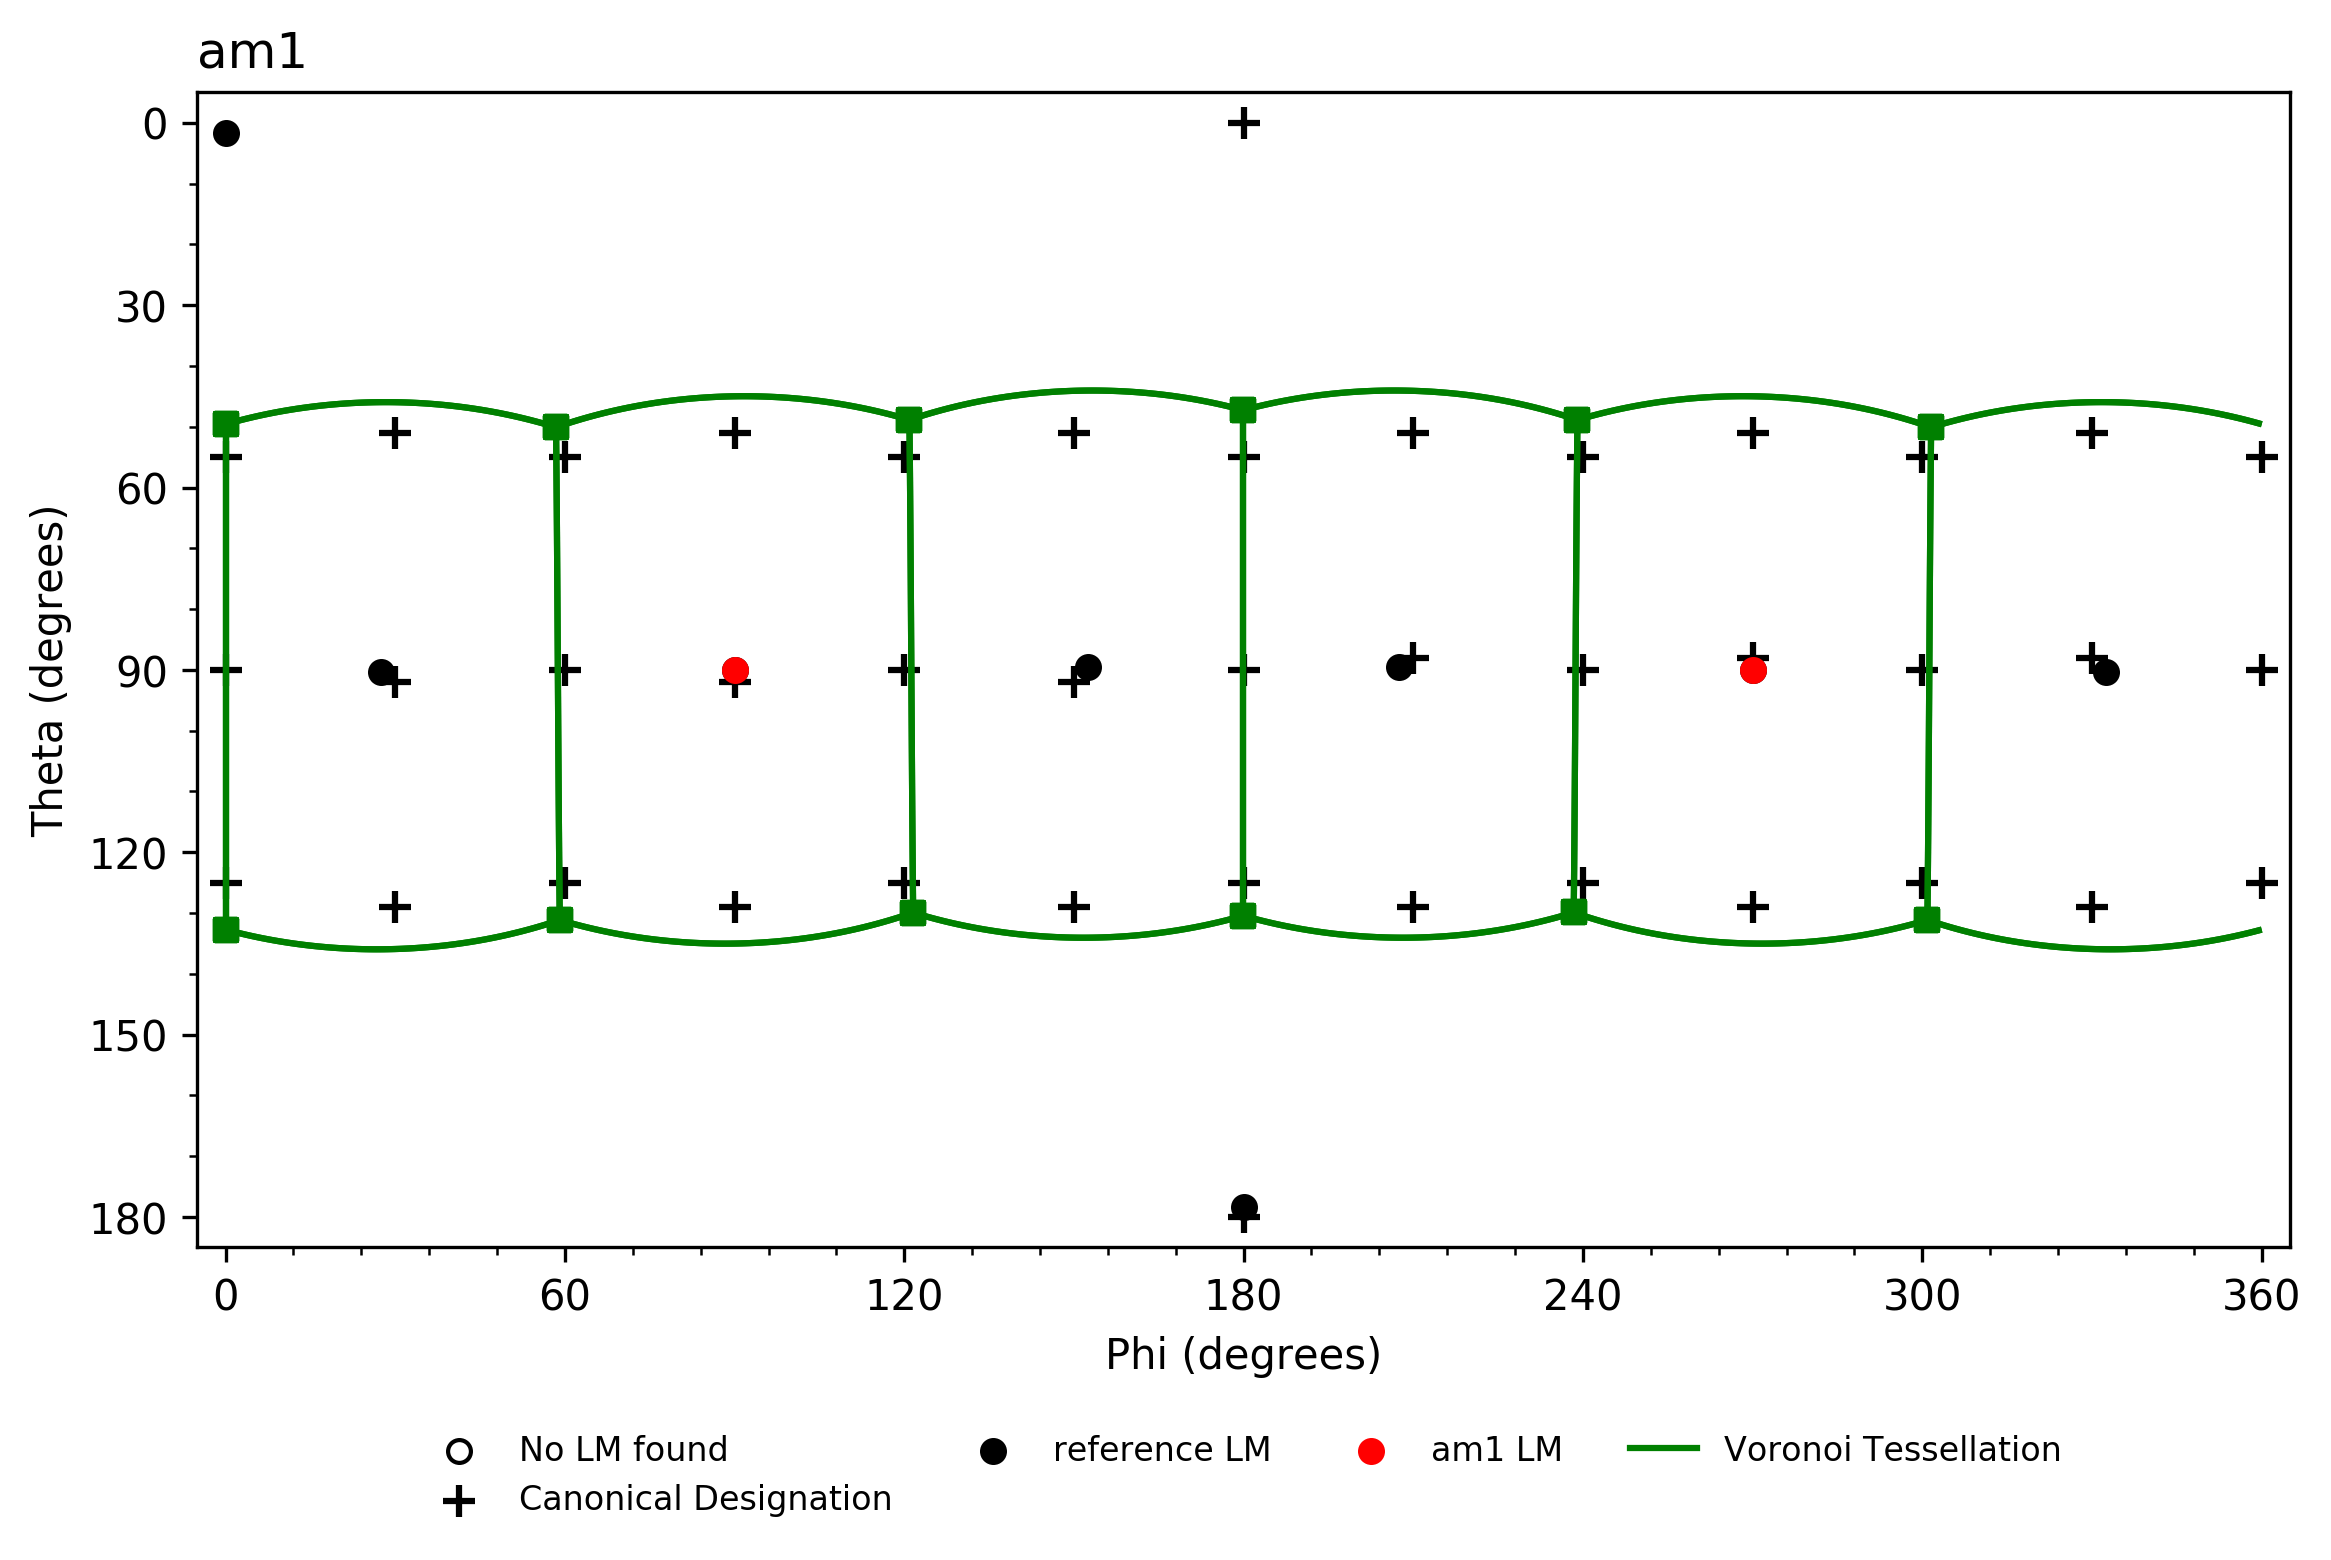 am1
0
30
60
90
120
150
180
Theta (degrees)
0 60 120 180 240 300 360
Phi (degrees)
No LM found reference LM am1 LM Voronoi Tessellation
Canonical Designation